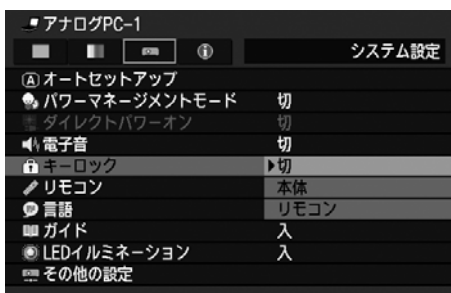 アナログPC-1
システム設定
Ⓐオートセットアップ
パワーマネージメントモード 切
ダイレクトパワーオン 切
電子音 切
キーロック ▶切
リモコン 本体
言語 リモコン
ガイド 入
LEDイルミネーション 入
その他の設定